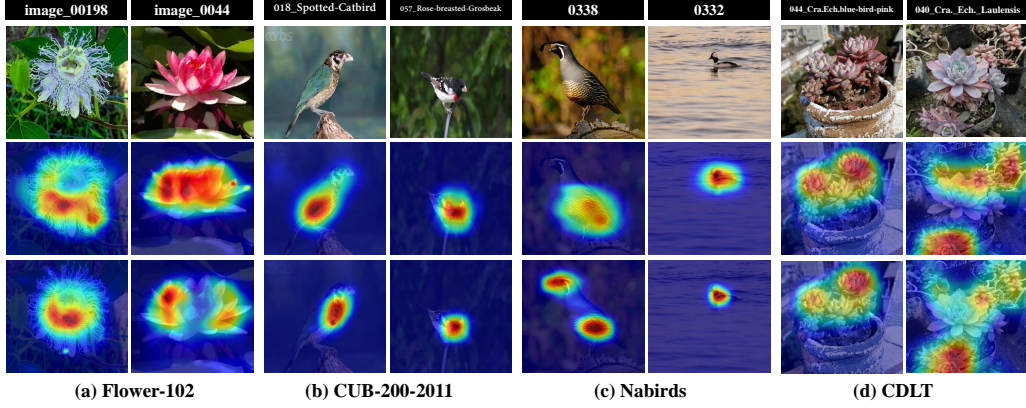 image_00198
image_0044
018_Spotted-Catbird
057_Rose-breasted-Grosbeak
0338
0332
044_Cra.Ech.blue-bird-pink
040_Cra._Ech._Laulensis
corbis
(a) Flower-102
(b) CUB-200-2011
(c) Nabirds
(d) CDLT